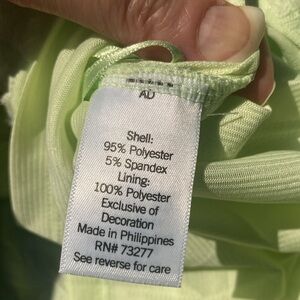 AD
Shell:
95% Polyester
5% Spandex
Lining:
100% Polyester
Exclusive of
Decoration
Made in Philippines
RN# 73277
See reverse for care